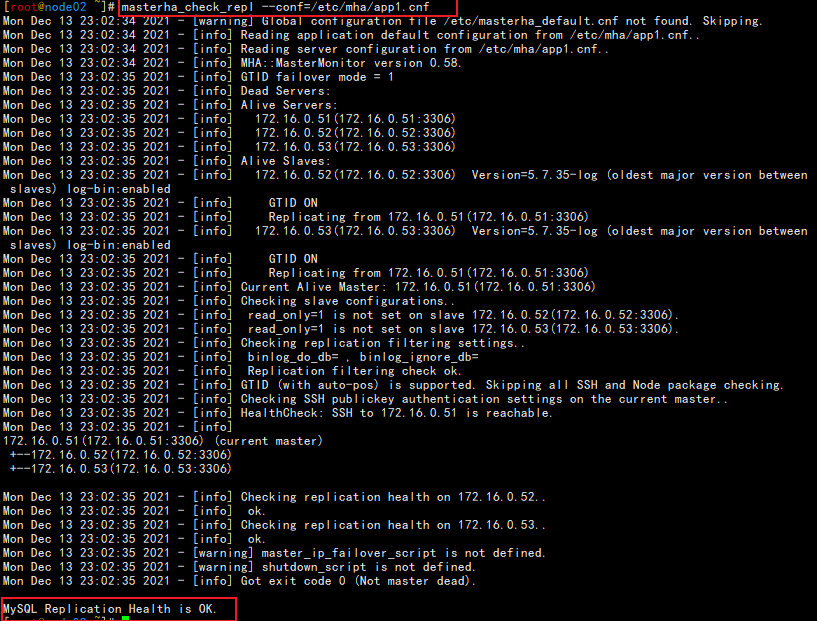 [root@node02 ~]# masterha_check_repl --conf=/etc/mha/app1.cnf
Mon Dec 13 23:02:34 2021 - [warning] Global configuration file /etc/masterha_default.cnf not found. Skipping.
Mon Dec 13 23:02:34 2021 - [info] Reading application default configuration from /etc/mha/app1.cnf..
Mon Dec 13 23:02:34 2021 - [info] Reading server configuration from /etc/mha/app1.cnf..
Mon Dec 13 23:02:34 2021 - [info] MHA::MasterMonitor version 0.58.
Mon Dec 13 23:02:35 2021 - [info] GTID failover mode = 1
Mon Dec 13 23:02:35 2021 - [info] Dead Servers:
Mon Dec 13 23:02:35 2021 - [info] Alive Servers:
Mon Dec 13 23:02:35 2021 - [info]   172.16.0.51(172.16.0.51:3306)
Mon Dec 13 23:02:35 2021 - [info]   172.16.0.52(172.16.0.52:3306)
Mon Dec 13 23:02:35 2021 - [info]   172.16.0.53(172.16.0.53:3306)
Mon Dec 13 23:02:35 2021 - [info] Alive Slaves:
Mon Dec 13 23:02:35 2021 - [info]   172.16.0.52(172.16.0.52:3306)  Version=5.7.35-log (oldest major version between
 slaves) log-bin:enabled
Mon Dec 13 23:02:35 2021 - [info]     GTID ON
Mon Dec 13 23:02:35 2021 - [info]     Replicating from 172.16.0.51(172.16.0.51:3306)
Mon Dec 13 23:02:35 2021 - [info]   172.16.0.53(172.16.0.53:3306)  Version=5.7.35-log (oldest major version between
 slaves) log-bin:enabled
Mon Dec 13 23:02:35 2021 - [info]     GTID ON
Mon Dec 13 23:02:35 2021 - [info]     Replicating from 172.16.0.51(172.16.0.51:3306)
Mon Dec 13 23:02:35 2021 - [info] Current Alive Master: 172.16.0.51(172.16.0.51:3306)
Mon Dec 13 23:02:35 2021 - [info] Checking slave configurations..
Mon Dec 13 23:02:35 2021 - [info]  read_only=1 is not set on slave 172.16.0.52(172.16.0.52:3306).
Mon Dec 13 23:02:35 2021 - [info]  read_only=1 is not set on slave 172.16.0.53(172.16.0.53:3306).
Mon Dec 13 23:02:35 2021 - [info] Checking replication filtering settings..
Mon Dec 13 23:02:35 2021 - [info]  binlog_do_db= , binlog_ignore_db=
Mon Dec 13 23:02:35 2021 - [info]  Replication filtering check ok.
Mon Dec 13 23:02:35 2021 - [info] GTID (with auto-pos) is supported. Skipping all SSH and Node package checking.
Mon Dec 13 23:02:35 2021 - [info] Checking SSH publickey authentication settings on the current master..
Mon Dec 13 23:02:35 2021 - [info] HealthCheck: SSH to 172.16.0.51 is reachable.
Mon Dec 13 23:02:35 2021 - [info]
172.16.0.51(172.16.0.51:3306) (current master)
 +--172.16.0.52(172.16.0.52:3306)
 +--172.16.0.53(172.16.0.53:3306)
Mon Dec 13 23:02:35 2021 - [info] Checking replication health on 172.16.0.52..
Mon Dec 13 23:02:35 2021 - [info]  ok.
Mon Dec 13 23:02:35 2021 - [info] Checking replication health on 172.16.0.53..
Mon Dec 13 23:02:35 2021 - [info]  ok.
Mon Dec 13 23:02:35 2021 - [warning] master_ip_failover_script is not defined.
Mon Dec 13 23:02:35 2021 - [warning] shutdown_script is not defined.
Mon Dec 13 23:02:35 2021 - [info] Got exit code 0 (Not master dead).
MySQL Replication Health is OK.